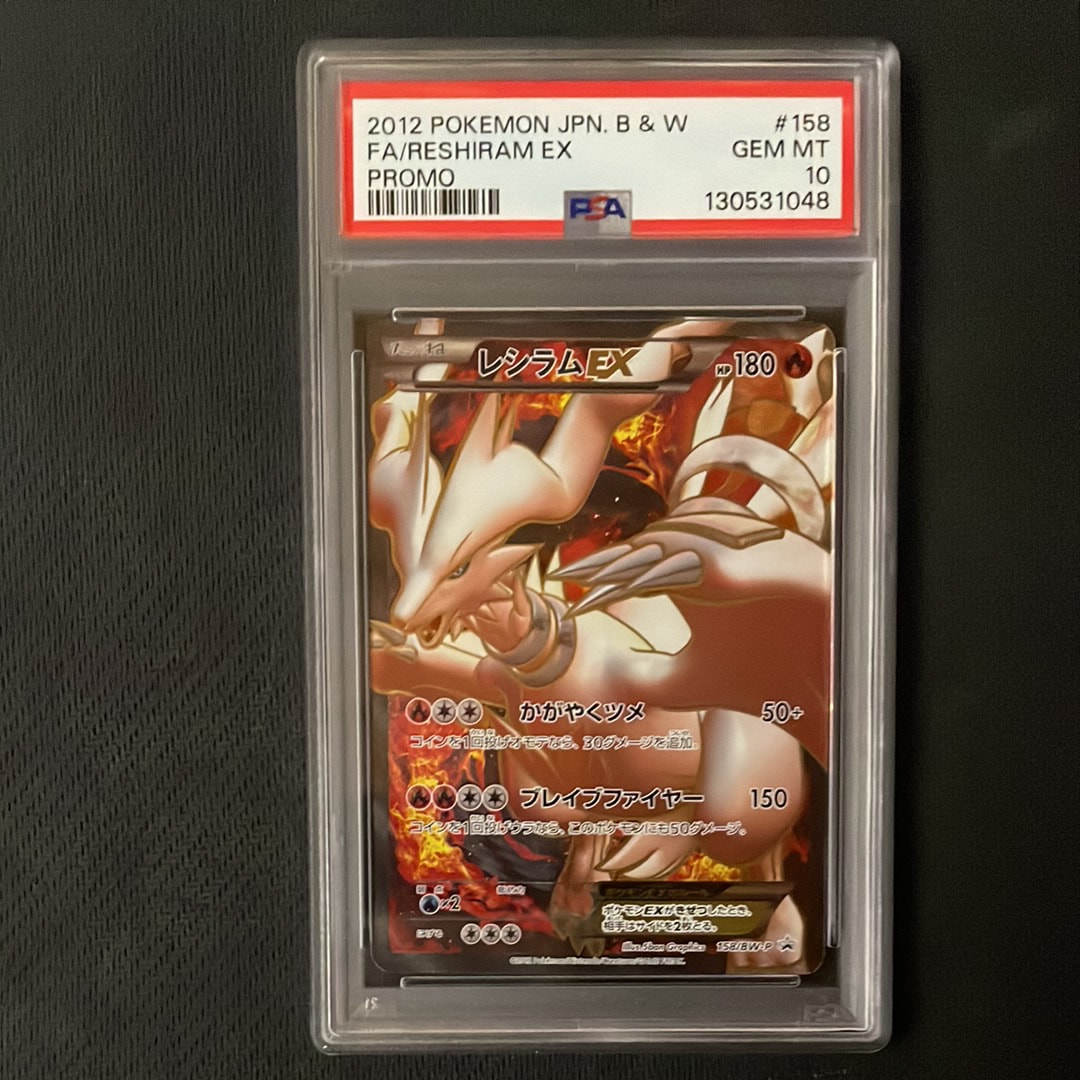 2012 POKEMON JPN. B & W #158
FA/RESHIRAM EX GEM MT
PROMO 10
PSA 130531048
レシラムEX HP180
かがやくツメ 50+
コインを1回投げオモテなら、30ダメージを追加。
ブレイブファイヤー 150
コインを1回投げウラなら、このポケモンにも50ダメージ。
×2
ポケモンEXがきぜつしたとき、
相手はサイドを2枚とる。
Illus. 5ban Graphics 158/BW-P